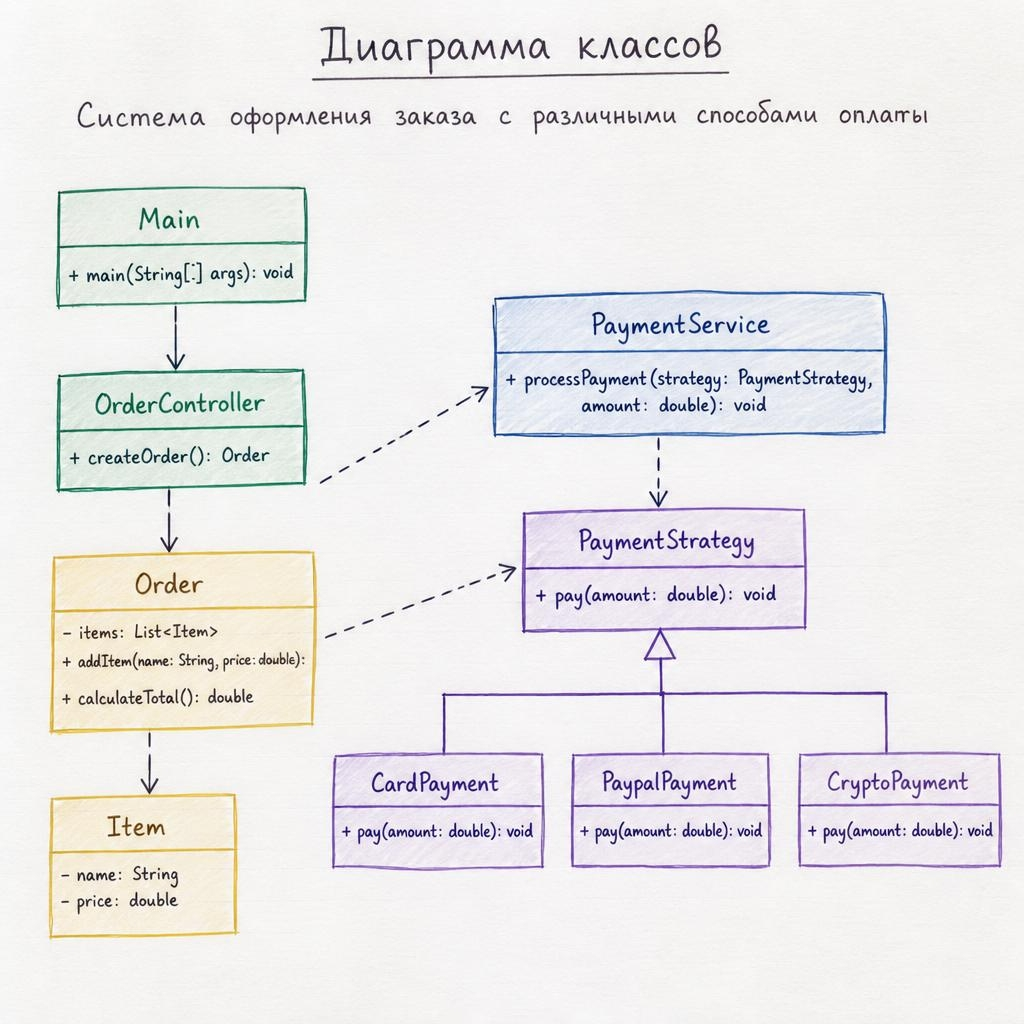 Диаграмма классов
Система оформления заказа с различными способами оплаты
Main
+ main(String[] args): void
OrderController
+ createOrder(): Order
Order
- items: List<Item>
+ addItem(name: String, price: double):
+ calculateTotal(): double
Item
- name: String
- price: double
PaymentService
+ processPayment(strategy: PaymentStrategy,
amount: double): void
PaymentStrategy
+ pay(amount: double): void
CardPayment
+ pay(amount: double): void
PaypalPayment
+ pay(amount: double): void
CryptoPayment
+ pay(amount: double): void